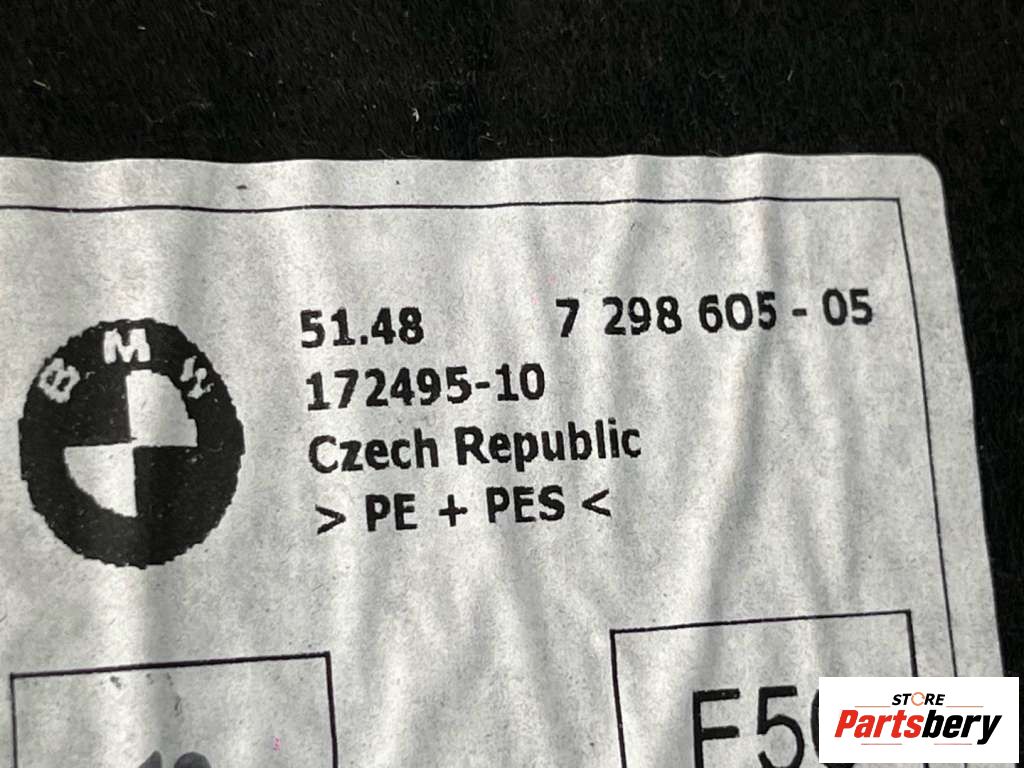 BMW
51.48 7 298 605 - 05
172495-10
Czech Republic
> PE + PES <
STORE
Partsbery